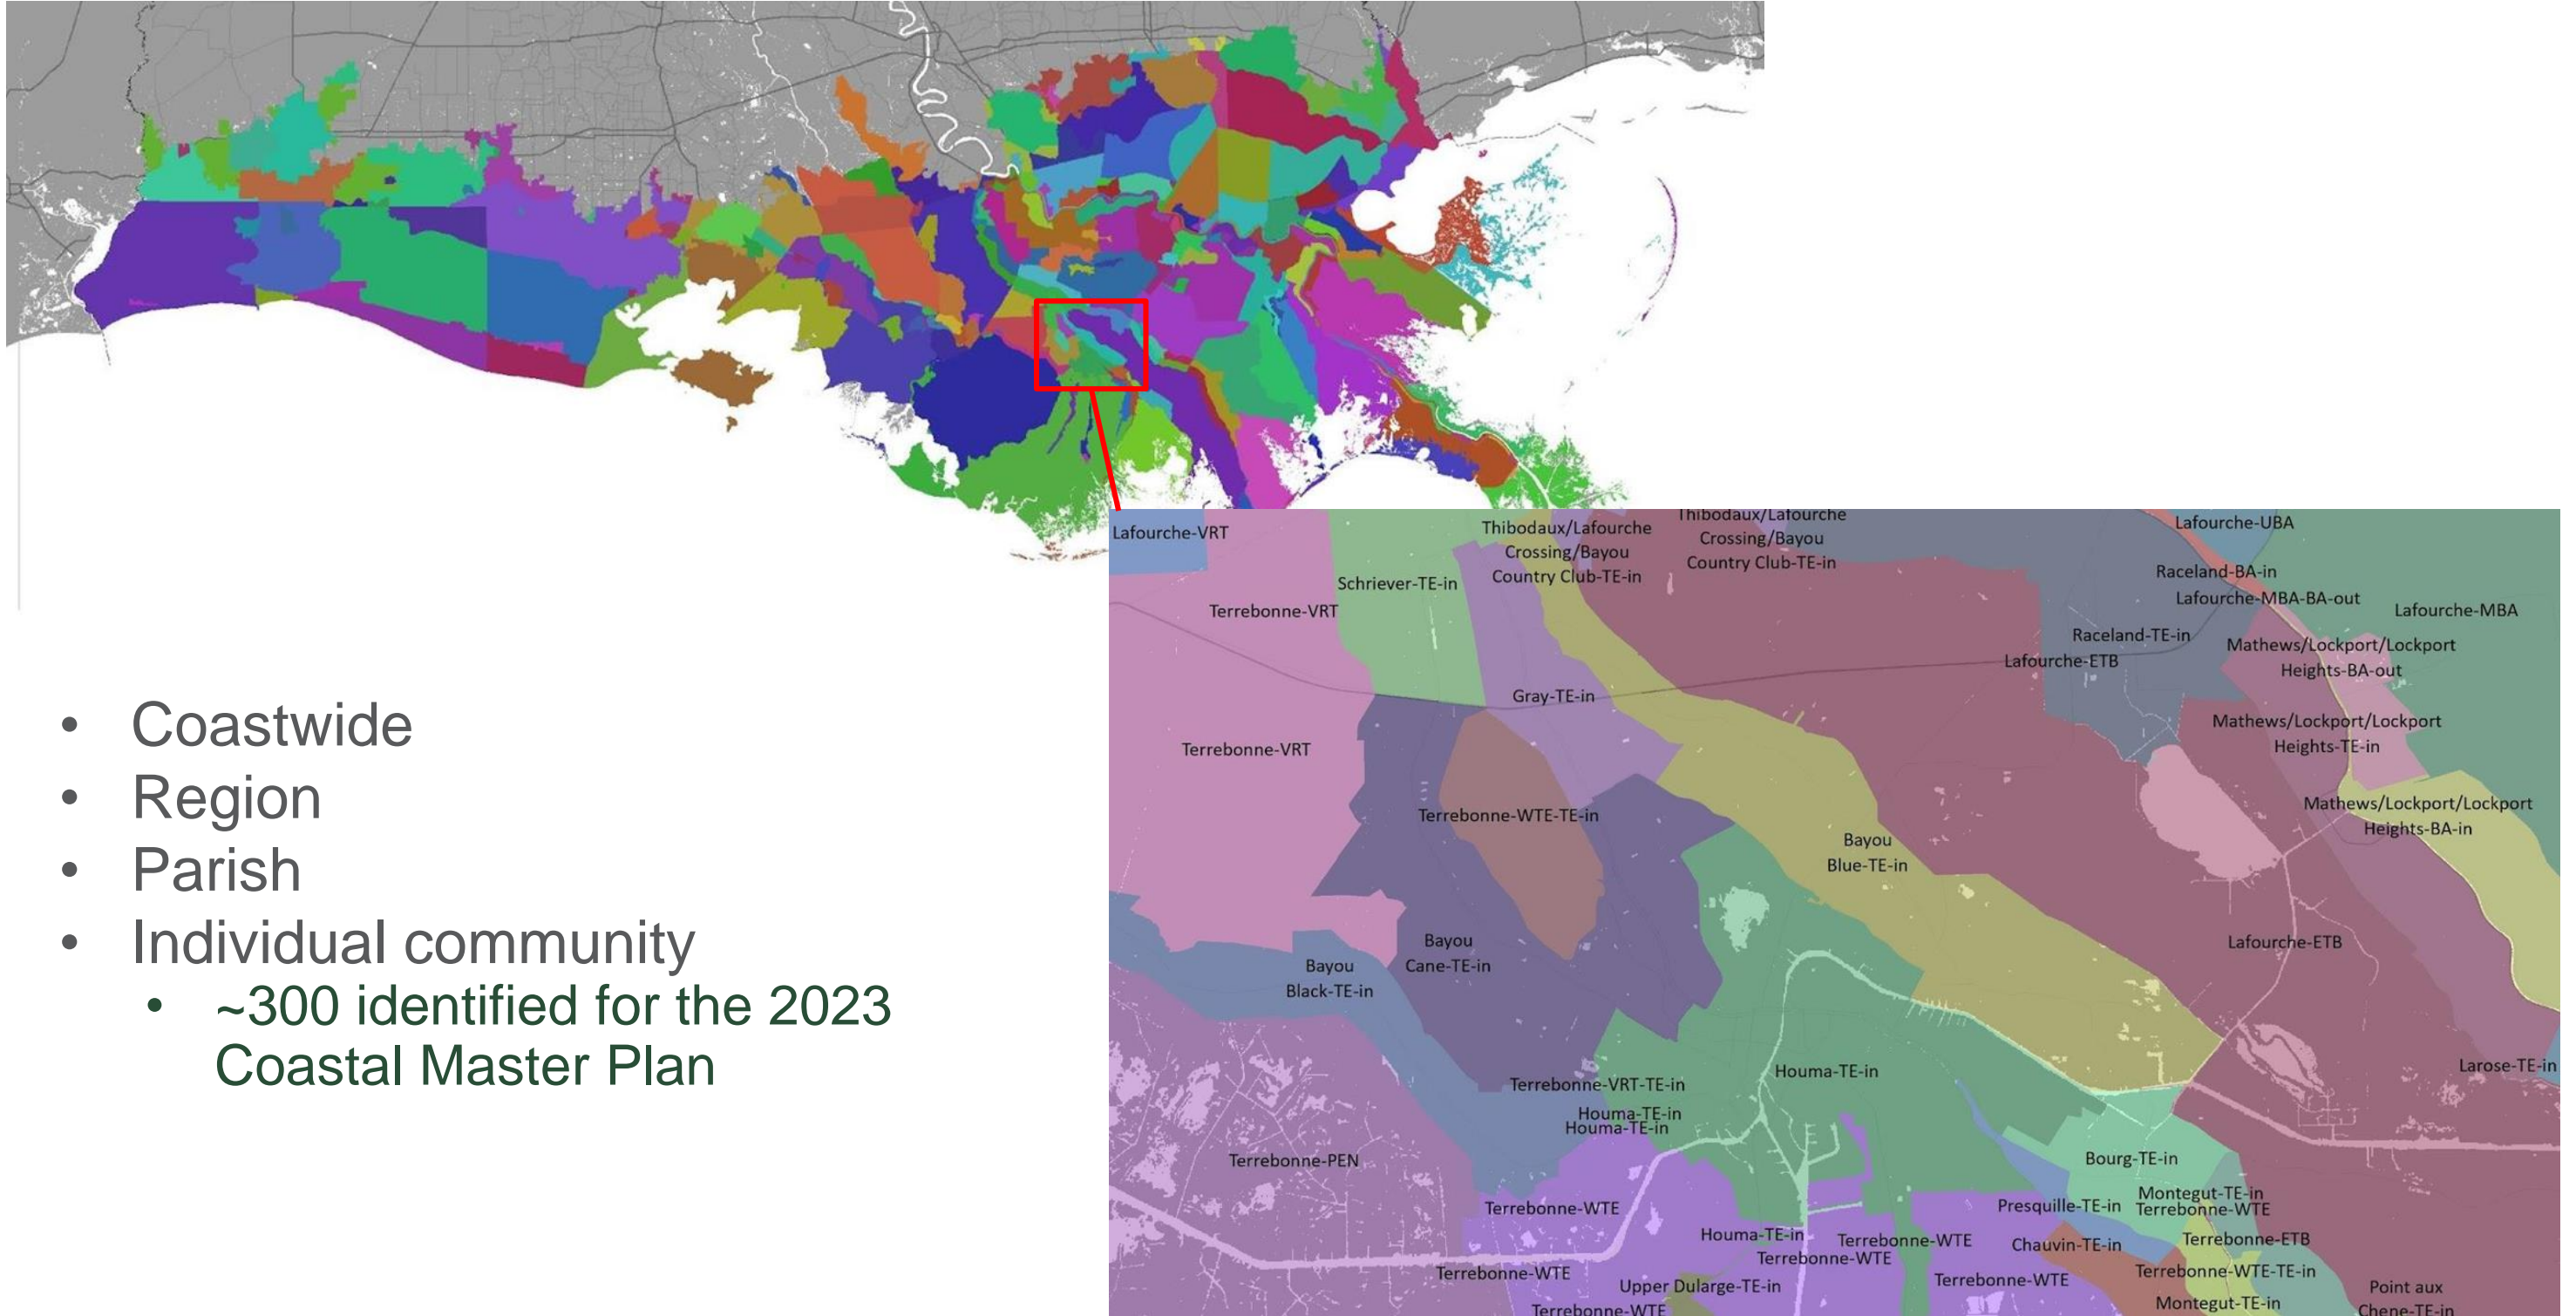 • Coastwide
• Region
• Parish
• Individual community
• ~300 identified for the 2023
Coastal Master Plan
Lafourche-VRT
Thibodaux/Lafourche
Crossing/Bayou
Country Club-TE-in
Thibodaux/Lafourche
Crossing/Bayou
Country Club-TE-in
Lafourche-UBA
Schriever-TE-in
Raceland-BA-in
Lafourche-MBA-BA-out
Lafourche-MBA
Terrebonne-VRT
Raceland-TE-in
Lafourche-ETB
Mathews/Lockport/Lockport
Heights-BA-out
Gray-TE-in
Mathews/Lockport/Lockport
Heights-TE-in
Terrebonne-VRT
Mathews/Lockport/Lockport
Heights-BA-in
Terrebonne-WTE-TE-in
Bayou
Blue-TE-in
Bayou
Cane-TE-in
Lafourche-ETB
Bayou
Black-TE-in
Houma-TE-in
Larose-TE-in
Terrebonne-VRT-TE-in
Houma-TE-in
Houma-TE-in
Terrebonne-PEN
Bourg-TE-in
Montegut-TE-in
Presquille-TE-in
Terrebonne-WTE
Terrebonne-WTE
Houma-TE-in
Terrebonne-WTE
Terrebonne-WTE
Chauvin-TE-in
Terrebonne-ETB
Terrebonne-WTE
Upper Dularge-TE-in
Terrebonne-WTE
Terrebonne-WTE-TE-in
Point aux
Chene-TE-in
Terrebonne-WTE
Montegut-TE-in